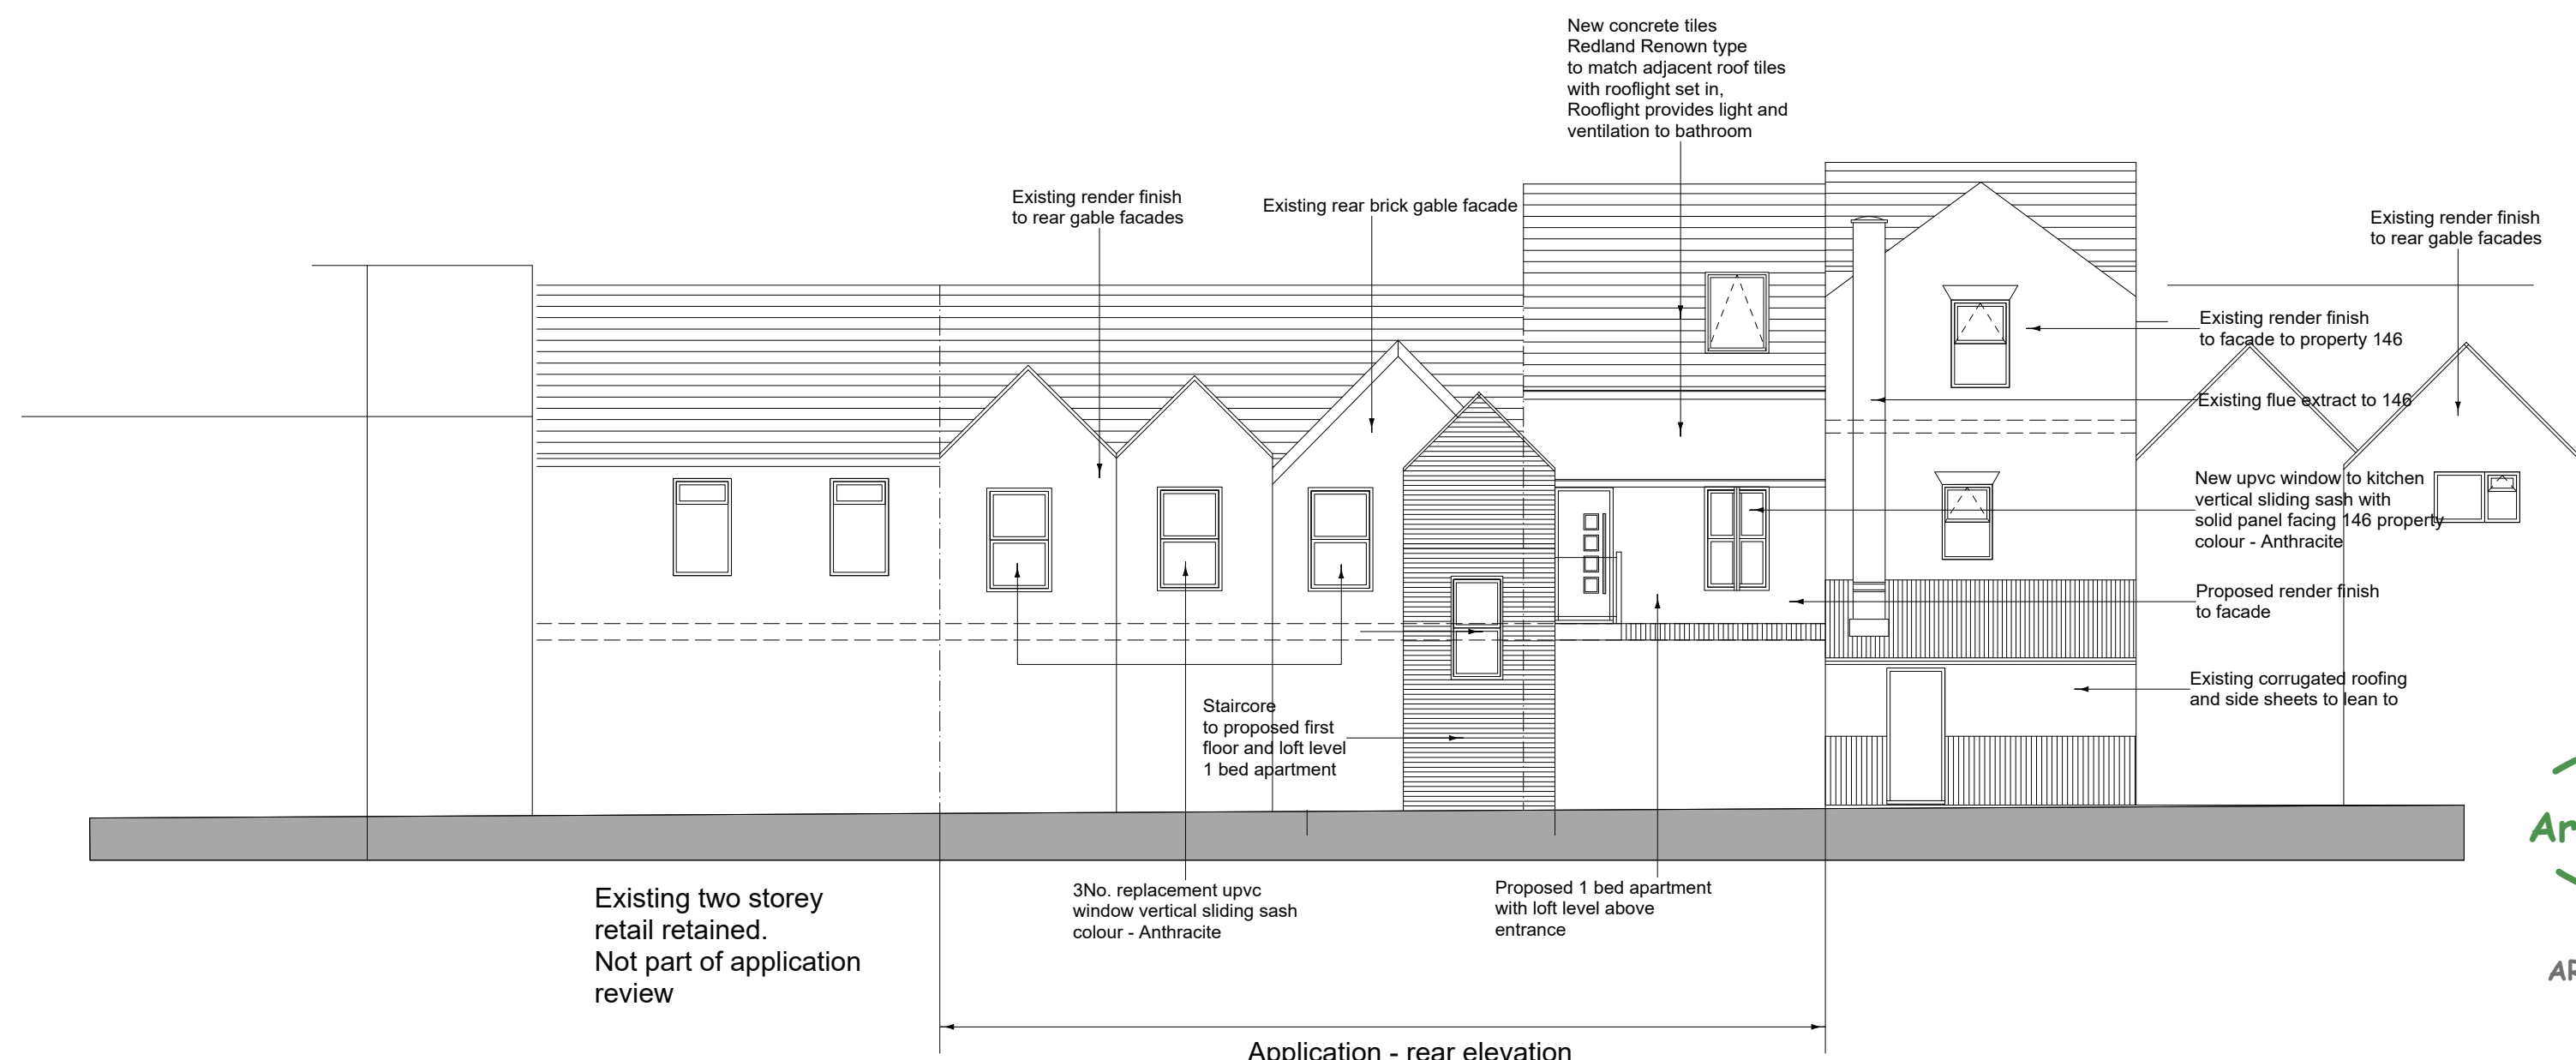 New concrete tiles
Redland Renown type
to match adjacent roof tiles
with rooflight set in,
Rooflight provides light and
ventilation to bathroom
Existing render finish
to rear gable facades
Existing rear brick gable facade
Existing render finish
to rear gable facades
Existing render finish
to facade to property 146
Existing flue extract to 146
New upvc window to kitchen
vertical sliding sash with
solid panel facing 146 property
colour - Anthracite
Proposed render finish
to facade
Existing corrugated roofing
and side sheets to lean to
Staircore
to proposed first
floor and loft level
1 bed apartment
Existing two storey
retail retained.
Not part of application
review
3No. replacement upvc
window vertical sliding sash
colour - Anthracite
Proposed 1 bed apartment
with loft level above
entrance
Application - rear elevation